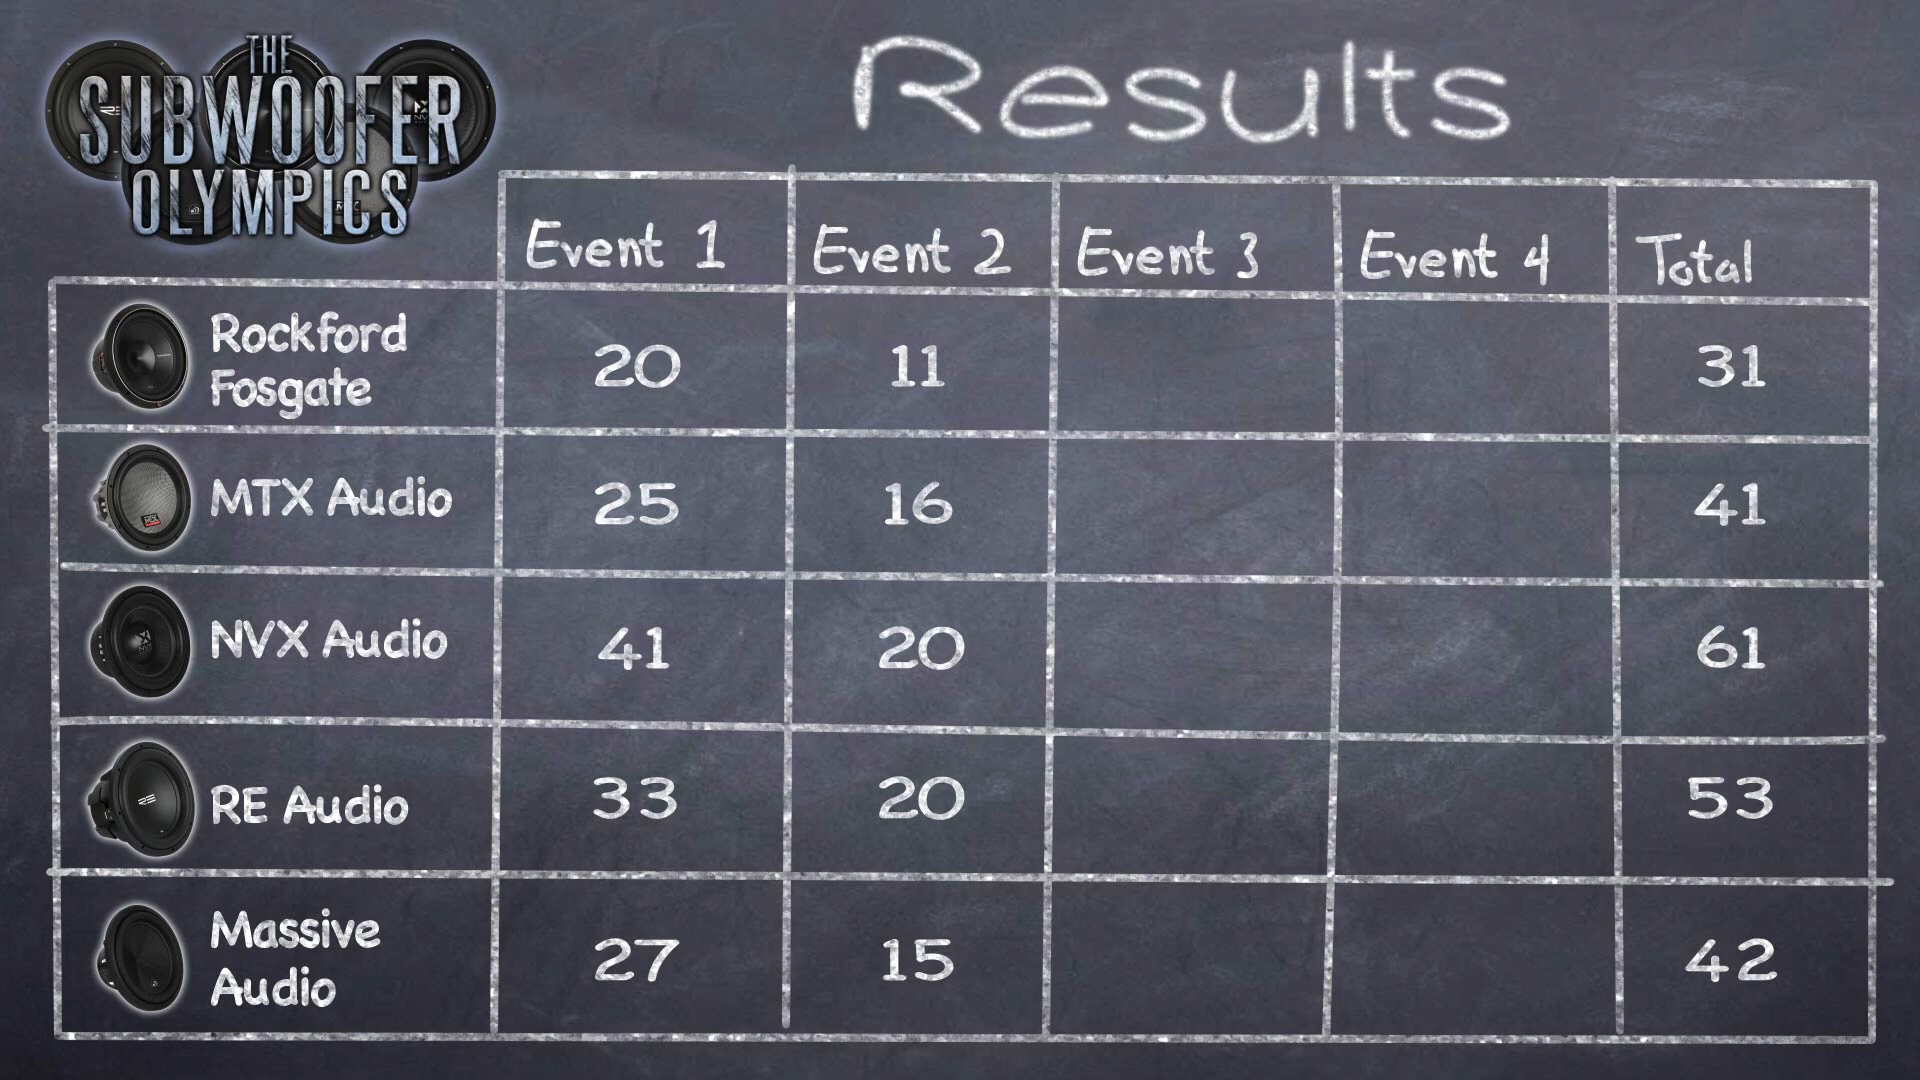 THE
SUBWOOFER
OLYMPICS
Results
Event 1 Event 2 Event 3 Event 4 Total
Rockford
Fosgate
20 11 31
MTX Audio 25 16 41
NVX Audio 41 20 61
RE Audio 33 20 53
Massive
Audio
27 15 42